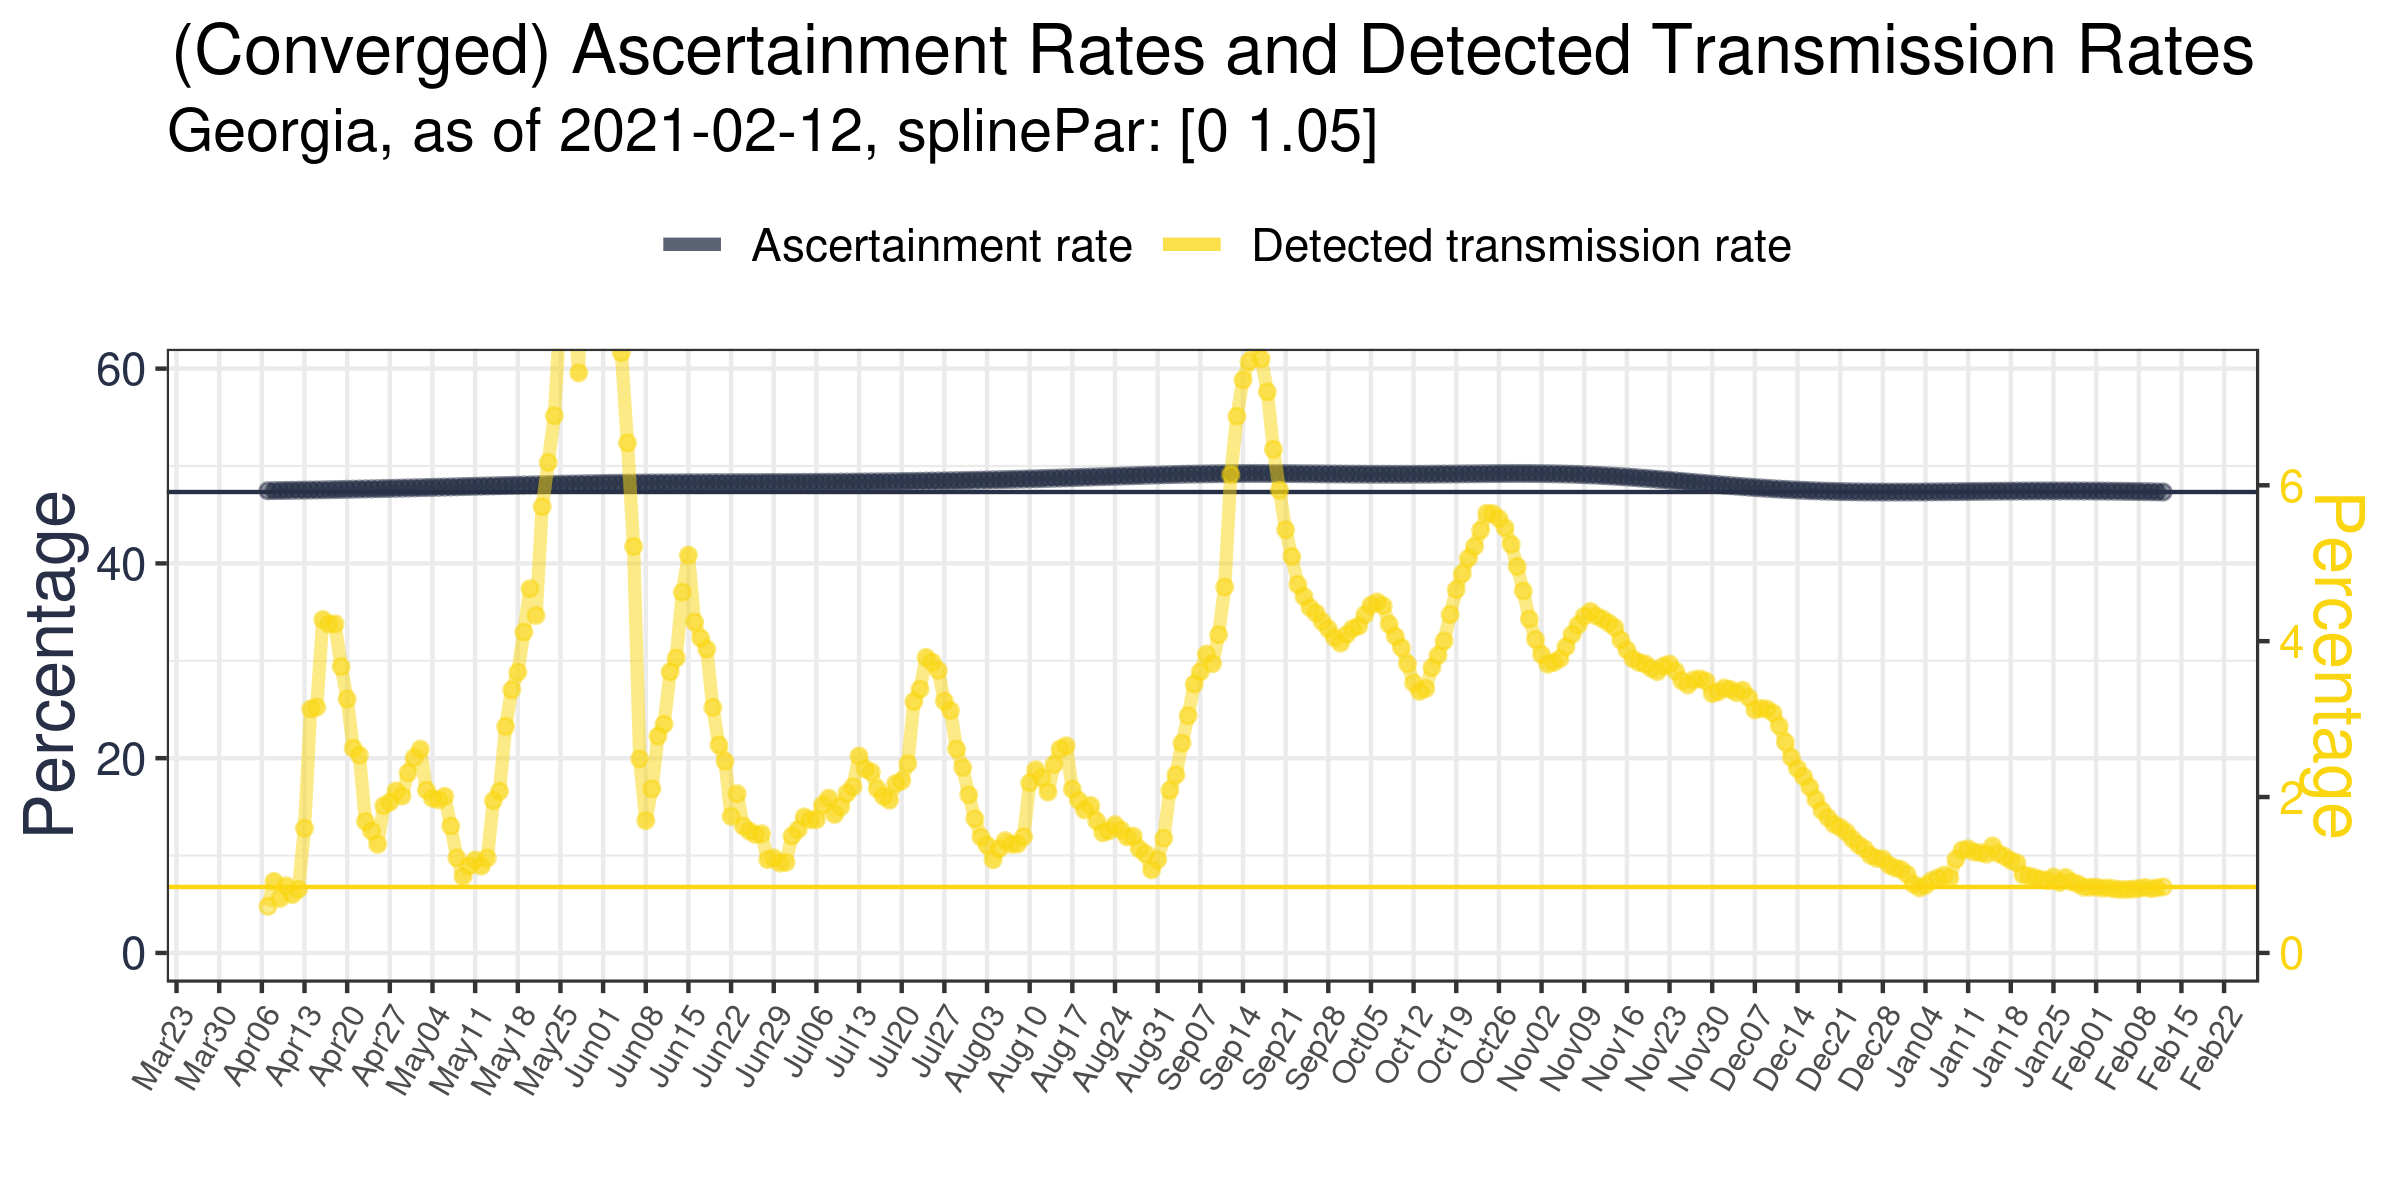 (Converged) Ascertainment Rates and Detected Transmission Rates
Georgia, as of 2021-02-12, splinePar: [0 1.05]
Ascertainment rate Detected transmission rate
Percentage
60
40
20
0
6
4
2
0
Percentage
Mar23 Mar30 Apr06 Apr13 Apr20 Apr27 May04 May11 May18 May25 Jun01 Jun08 Jun15 Jun22 Jun29 Jul06 Jul13 Jul20 Jul27 Aug03 Aug10 Aug17 Aug24 Aug31 Sep07 Sep14 Sep21 Sep28 Oct05 Oct12 Oct19 Oct26 Nov02 Nov09 Nov16 Nov23 Nov30 Dec07 Dec14 Dec21 Dec28 Jan04 Jan11 Jan18 Jan25 Feb01 Feb08 Feb15 Feb22